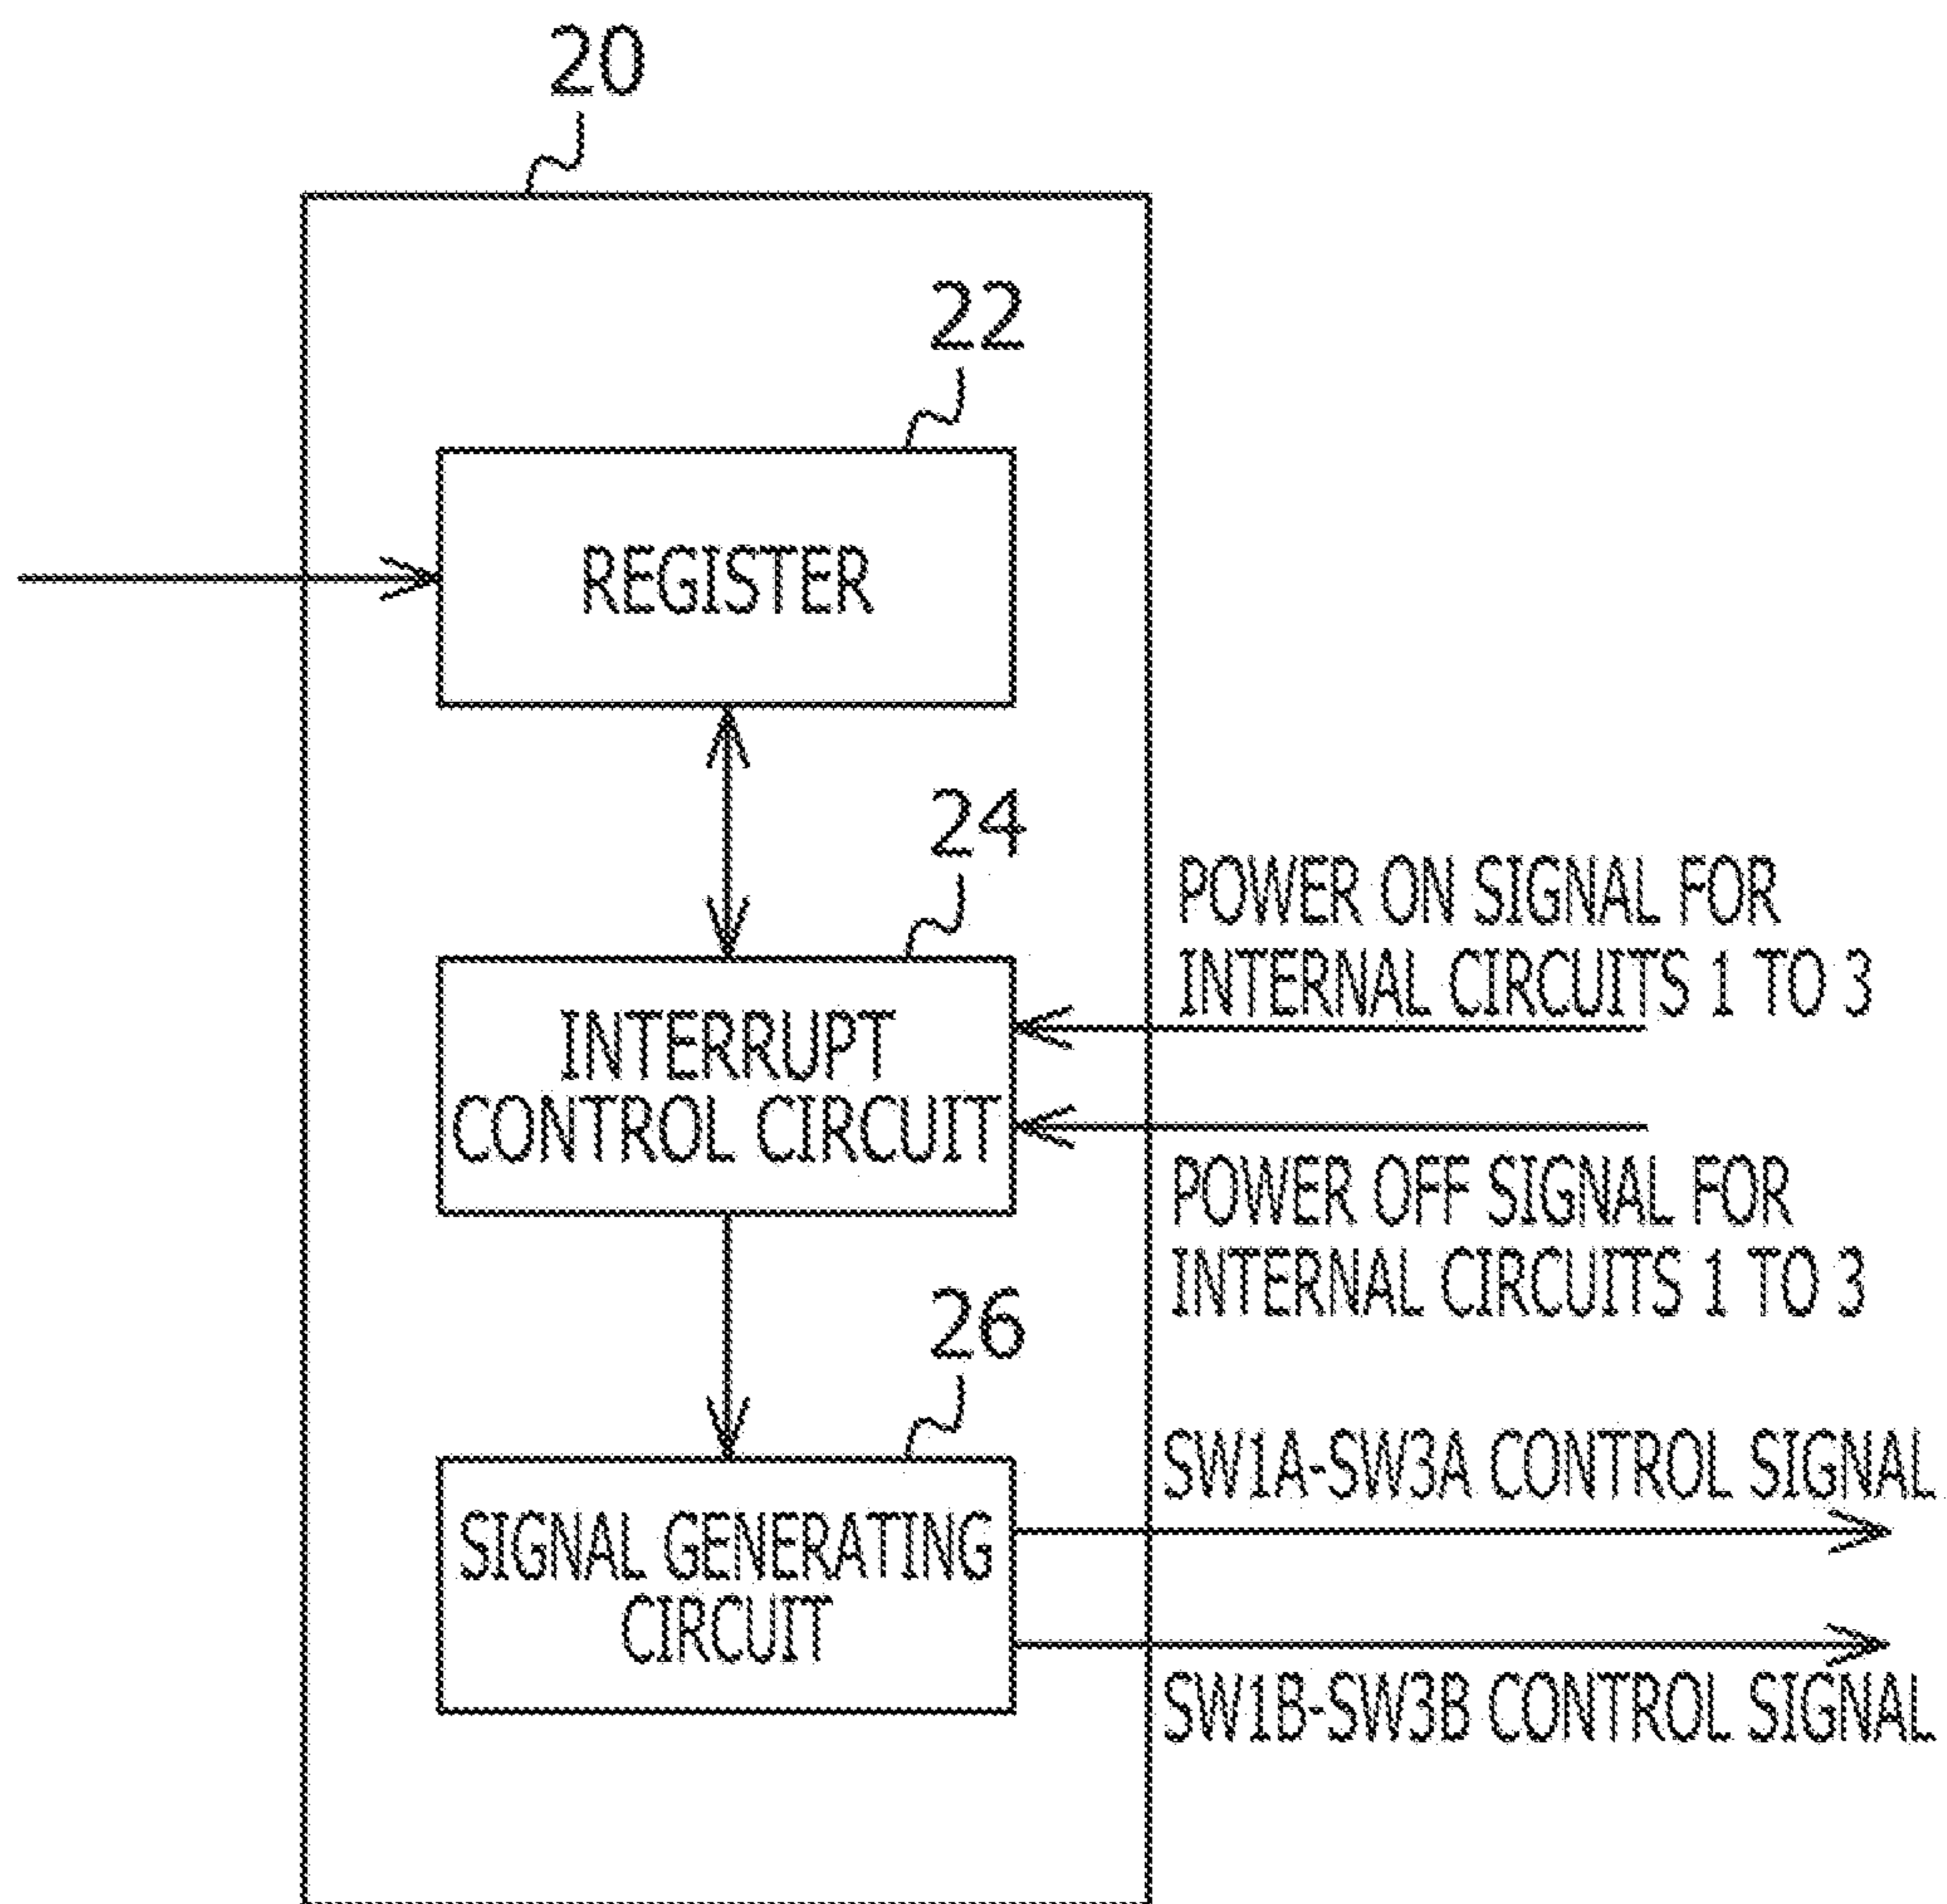 20
22
REGISTER
24
POWER ON SIGNAL FOR
INTERNAL CIRCUITS 1 TO 3
INTERRUPT
CONTROL CIRCUIT
POWER OFF SIGNAL FOR
INTERNAL CIRCUITS 1 TO 3
26
SW1A-SW3A CONTROL SIGNAL
SIGNAL GENERATING
CIRCUIT
SW1B-SW3B CONTROL SIGNAL